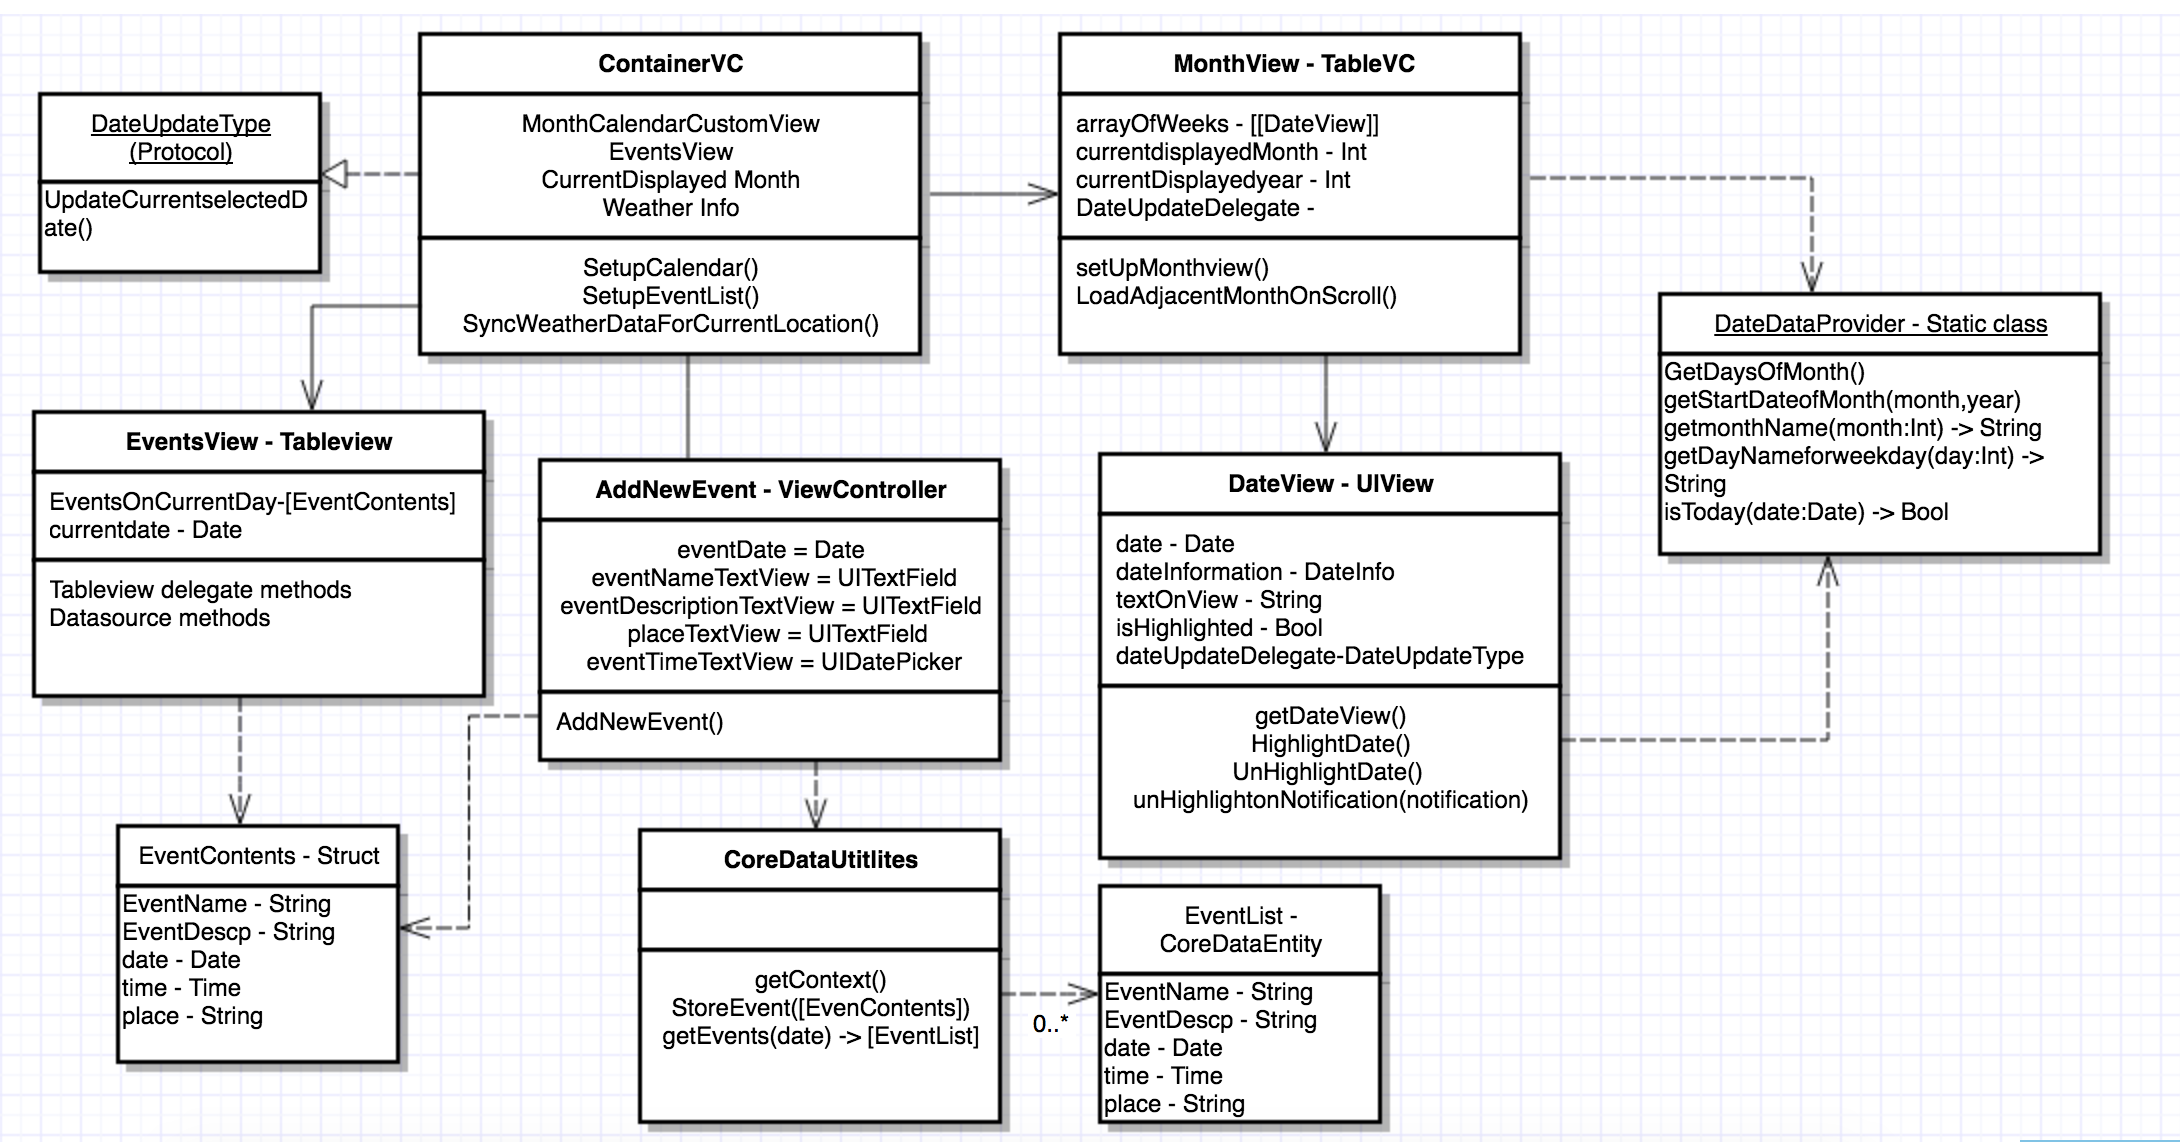 DateUpdateType
(Protocol)
UpdateCurrentselectedD
ate()
ContainerVC
MonthCalendarCustomView
EventsView
CurrentDisplayed Month
Weather Info
SetupCalendar()
SetupEventList()
SyncWeatherDataForCurrentLocation()
MonthView - TableVC
arrayOfWeeks - [[DateView]]
currentdisplayedMonth - Int
currentDisplayedyear - Int
DateUpdateDelegate -
setUpMonthview()
LoadAdjacentMonthOnScroll()
DateDataProvider - Static class
GetDaysOfMonth()
getStartDateofMonth(month,year)
getmonthName(month:Int) -> String
getDayNameforweekday(day:Int) ->
String
isToday(date:Date) -> Bool
EventsView - Tableview
EventsOnCurrentDay-[EventContents]
currentdate - Date
Tableview delegate methods
Datasource methods
AddNewEvent - ViewController
eventDate = Date
eventNameTextView = UITextField
eventDescriptionTextView = UITextField
placeTextView = UITextField
eventTimeTextView = UIDatePicker
AddNewEvent()
DateView - UIView
date - Date
dateInformation - DateInfo
textOnView - String
isHighlighted - Bool
dateUpdateDelegate-DateUpdateType
getDateView()
HighlightDate()
UnHighlightDate()
unHighlightonNotification(notification)
EventContents - Struct
EventName - String
EventDescp - String
date - Date
time - Time
place - String
CoreDataUtitlites
getContext()
StoreEvent([EvenContents])
getEvents(date) -> [EventList]
0..*
EventList -
CoreDataEntity
EventName - String
EventDescp - String
date - Date
time - Time
place - String